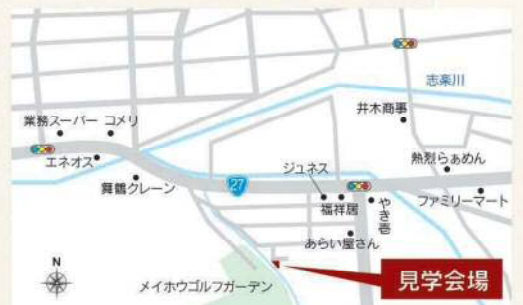 志楽川
井木商事
業務スーパー
コメリ
エネオス
舞鶴クレーン
27
ジュネス
福祥居
やき壱
熱烈らぁめん
ファミリーマート
あらい屋さん
N
メイホウゴルフガーデン
見学会場